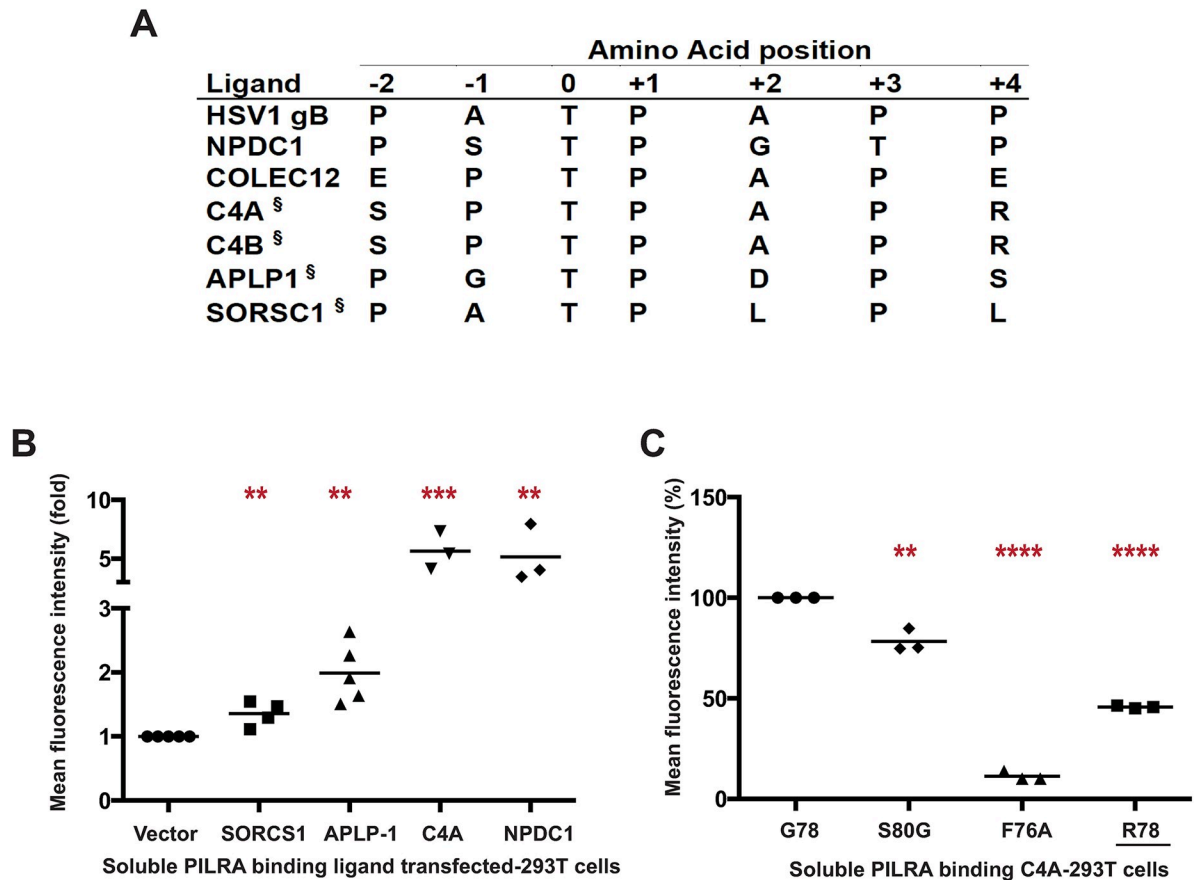 A
Amino Acid position
Ligand -2 -1 0 +1 +2 +3 +4
HSV1 gB P A T P A P P
NPDC1 P S T P G T P
COLEC12 E P T P A P E
C4A § S P T P A P R
C4B § S P T P A P R
APLP1 § P G T P D P S
SORSC1 § P A T P L P L
B
Mean fluorescence intensity (fold)
10
5
3
2
1
0
** ** *** **
Vector SORCS1 APLP-1 C4A NPDC1
Soluble PILRA binding ligand transfected-293T cells
C
Mean fluorescence intensity (%)
150
100
50
0
** **** ****
G78 S80G F76A R78
Soluble PILRA binding C4A-293T cells